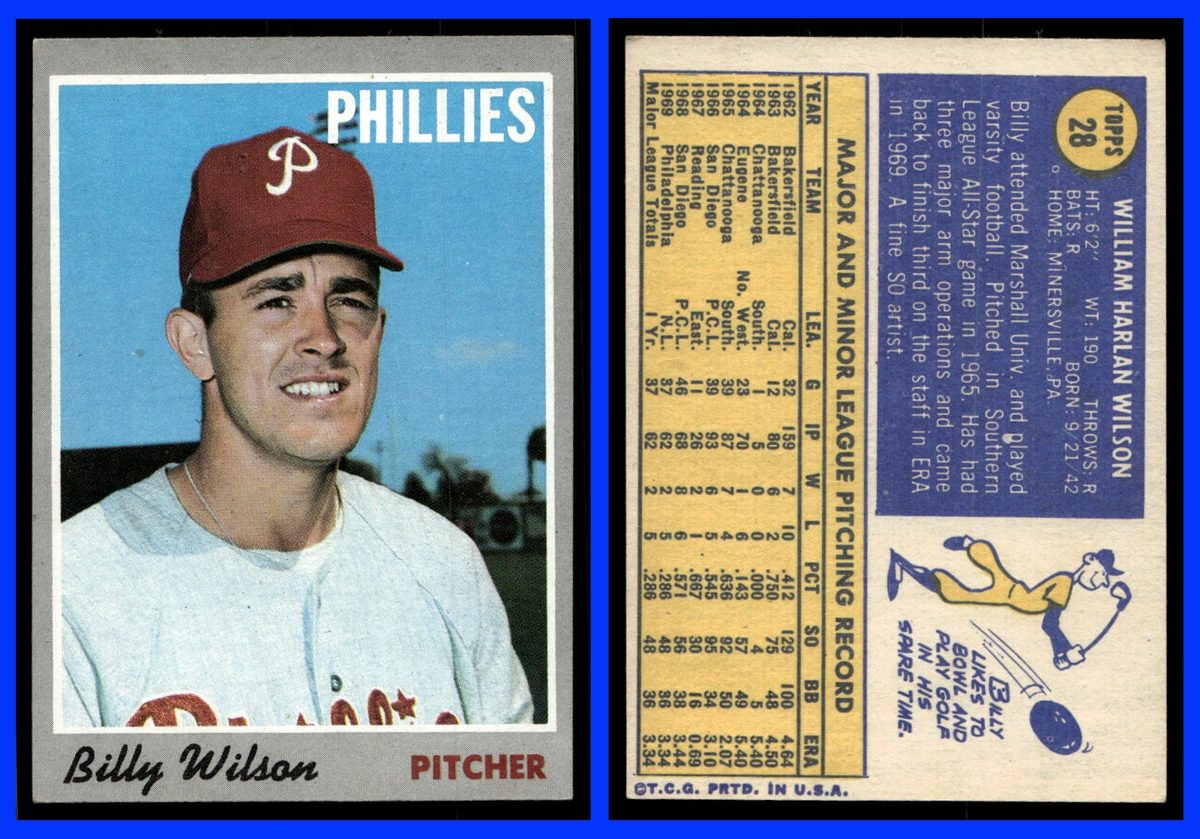 PHILLIES
P
Phillies
Billy Wilson
PITCHER
TOPPS
28
WILLIAM HARLAN WILSON
HT: 6'2" WT: 190 THROWS: R
BATS: R BORN: 9/21/42
HOME: MINERSVILLE, PA.
Billy attended Marshall Univ. and played
varsity football. Pitched in Southern
League All-Star game in 1965. Has had
three major arm operations and came
back to finish third on the staff in ERA
in 1969. A fine SO artist.
BILLY
LIKES TO
BOWL AND
PLAY GOLF
IN HIS
SPARE TIME.
MAJOR AND MINOR LEAGUE PITCHING RECORD
YEAR TEAM LEA. G IP W L PCT SO BB ERA
1962 Bakersfield Cal. 32 159 7 10 .412 129 100 4.64
1963 Bakersfield Cal. 12 80 6 2 .750 75 48 4.50
1964 Chattanooga South. 1 5 0 0 .000 4 5 5.40
1964 Eugene No. West. 23 70 1 6 .143 57 49 5.40
1965 Chattanooga South. 39 87 7 4 .636 92 50 2.07
1966 San Diego P.C.L. 39 93 6 5 .545 95 34 3.10
1967 Reading East. 11 26 2 1 .667 30 16 0.69
1968 San Diego P.C.L. 46 68 8 6 .571 56 38 3.44
1969 Philadelphia N.L. 37 62 2 5 .286 48 36 3.34
Major League Totals 1 Yr. 37 62 2 5 .286 48 36 3.34
©T.C.G. PRTD. IN U.S.A.